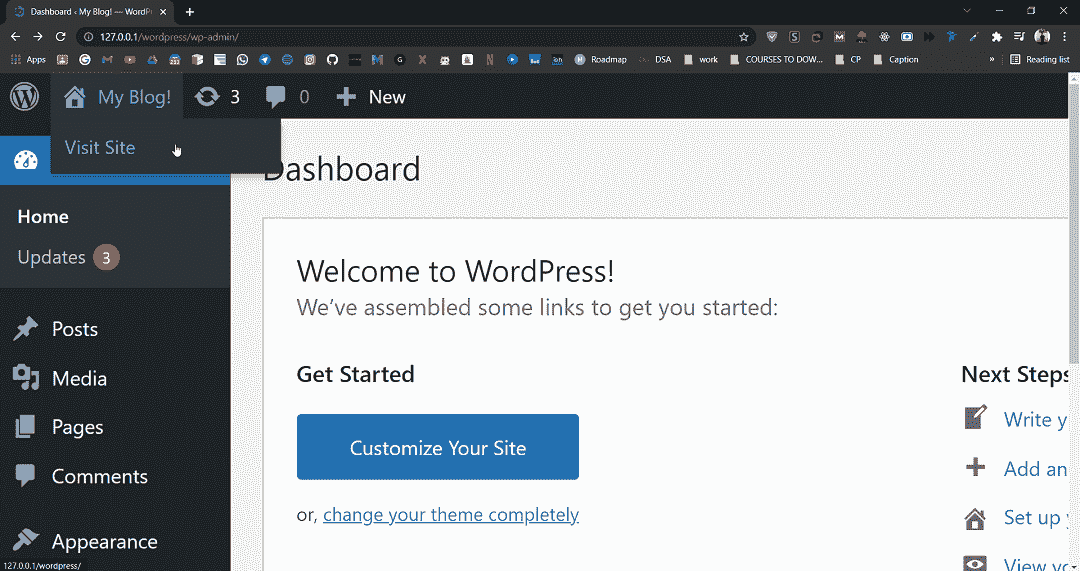 Dashboard ‹ My Blog! — WordPr
127.0.0.1/wordpress/wp-admin/
Apps
DSA
Roadmap
DSA
work
COURSES TO DOW...
CP
Caption
»
Reading list
My Blog!
3
0
New
Visit Site
Dashboard
Home
Updates 3
Welcome to WordPress!
We've assembled some links to get you started:
Posts
Media
Pages
Comments
Appearance
Get Started
Customize Your Site
or, change your theme completely
Next Steps
Write y
Add an
Set up y
View yo
127.0.0.1/wordpress/